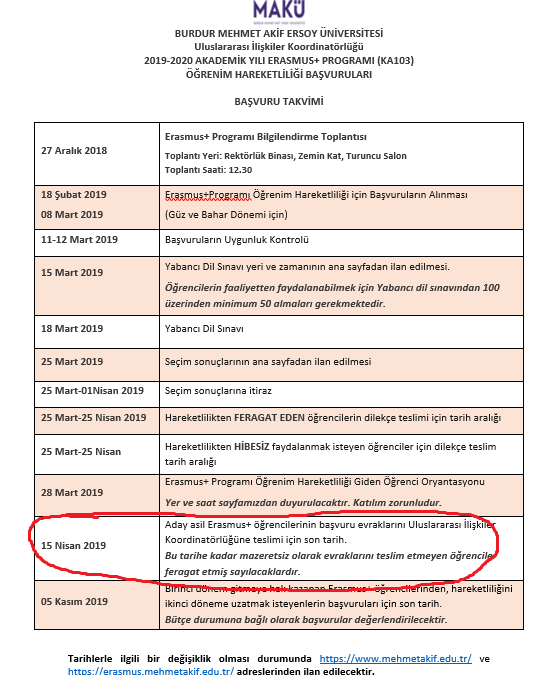 MAKÜ
BURDUR MEHMET AKİF ERSOY ÜNİVERSİTESİ
Uluslararası İlişkiler Koordinatörlüğü
2019-2020 AKADEMİK YILI ERASMUS+ PROGRAMI (KA103)
ÖĞRENİM HAREKETLİLİĞİ BAŞVURULARI
BAŞVURU TAKVİMİ
27 Aralık 2018
Erasmus+ Programı Bilgilendirme Toplantısı
Toplantı Yeri: Rektörlük Binası, Zemin Kat, Turuncu Salon
Toplantı Saati: 12.30
18 Şubat 2019
08 Mart 2019
Erasmus+Programı Öğrenim Hareketliliği için Başvuruların Alınması
(Güz ve Bahar Dönemi için)
11-12 Mart 2019
Başvuruların Uygunluk Kontrolü
15 Mart 2019
Yabancı Dil Sınavı yeri ve zamanının ana sayfadan ilan edilmesi.
Öğrencilerin faaliyetten faydalanabilmek için Yabancı dil sınavından 100
üzerinden minimum 50 almaları gerekmektedir.
18 Mart 2019
Yabancı Dil Sınavı
25 Mart 2019
Seçim sonuçlarının ana sayfadan ilan edilmesi
25 Mart-01Nisan 2019
Seçim sonuçlarına itiraz
25 Mart-25 Nisan 2019
Hareketlilikten FERAGAT EDEN öğrencilerin dilekçe teslimi için tarih aralığı
25 Mart-25 Nisan
Hareketlilikten HİBESİZ faydalanmak isteyen öğrenciler için dilekçe teslim
tarih aralığı
28 Mart 2019
Erasmus+ Programı Öğrenim Hareketliliği Giden Öğrenci Oryantasyonu
Yer ve saat sayfamızdan duyurulacaktır. Katılım zorunludur.
15 Nisan 2019
Aday asil Erasmus+ öğrencilerinin başvuru evraklarını Uluslararası İlişkiler
Koordinatörlüğüne teslimi için son tarih.
Bu tarihe kadar mazeretsiz olarak evraklarını teslim etmeyen öğrenciler
feragat etmiş sayılacaklardır.
05 Kasım 2019
Birinci dönem gitmeye hak kazanan Erasmus+ öğrencilerinden, hareketliliğini
ikinci döneme uzatmak isteyenlerin başvuruları için son tarih.
Bütçe durumuna bağlı olarak başvurular değerlendirilecektir.
Tarihlerle ilgili bir değişiklik olması durumunda https://www.mehmetakif.edu.tr/ ve
https://erasmus.mehmetakif.edu.tr/ adreslerinden ilan edilecektir.